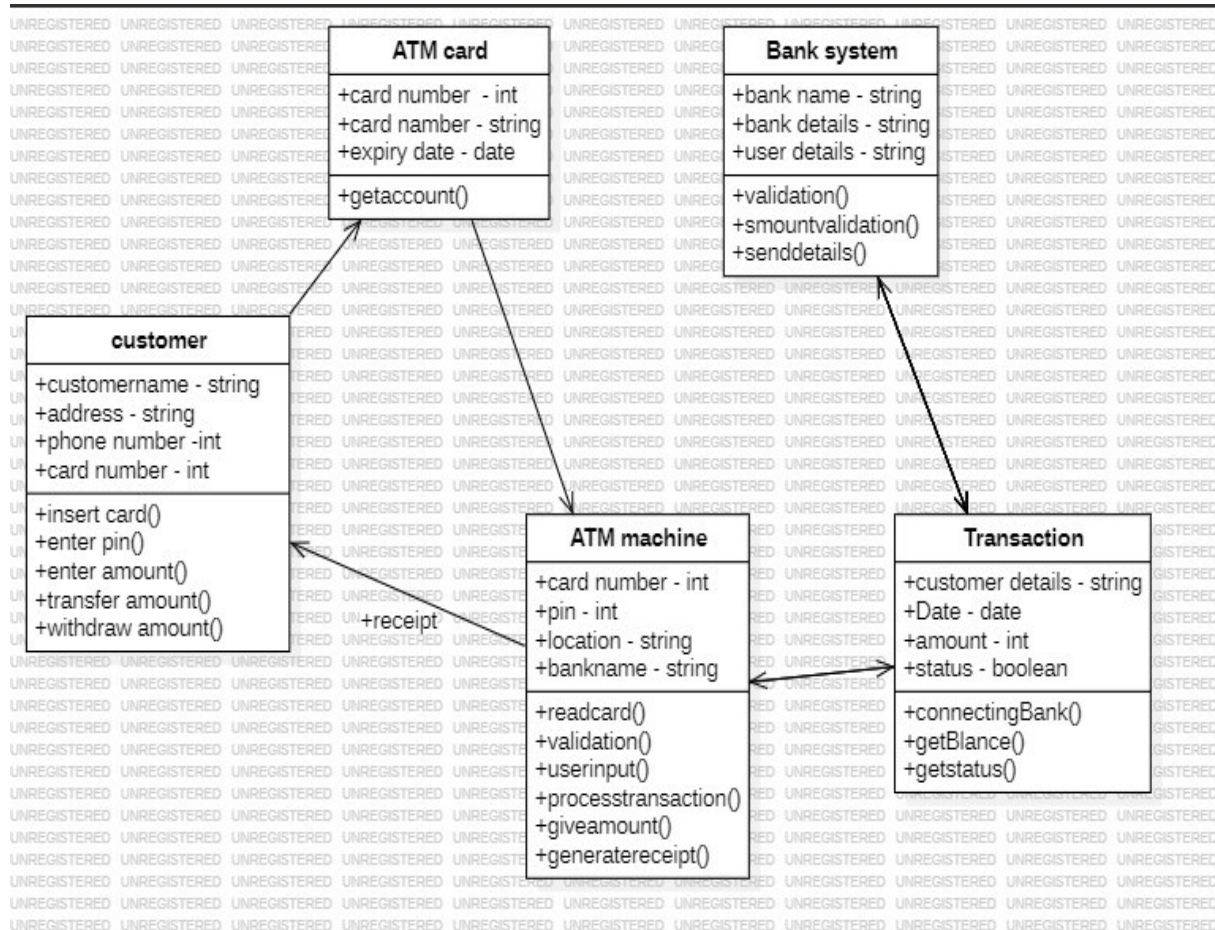 ATM card
+card number - int
+card namber - string
+expiry date - date
+getaccount()
Bank system
+bank name - string
+bank details - string
+user details - string
+validation()
+smountvalidation()
+senddetails()
customer
+customername - string
+address - string
+phone number -int
+card number - int
+insert card()
+enter pin()
+enter amount()
+transfer amount()
+withdraw amount()
+receipt
ATM machine
+card number - int
+pin - int
+location - string
+bankname - string
+readcard()
+validation()
+userinput()
+processtransaction()
+giveamount()
+generatereceipt()
Transaction
+customer details - string
+Date - date
+amount - int
+status - boolean
+connectingBank()
+getBlance()
+getstatus()
UNREGISTERED